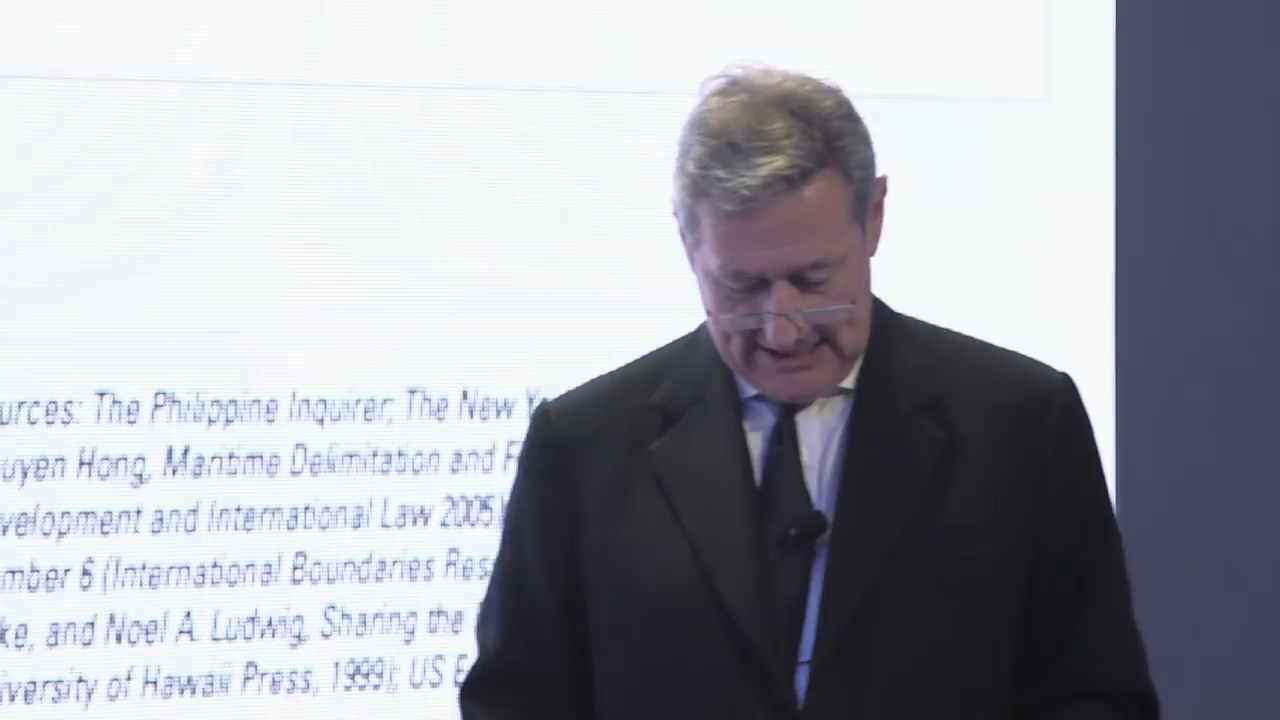 urces: The Philippine Inquirer; The New Y
uyen Hong, Maritime Delimitation and F
velopment and International Law 2005
mber 6 (International Boundaries Res
ke, and Noel A. Ludwig, Sharing the
iversity of Hawaii Press, 1999); US E